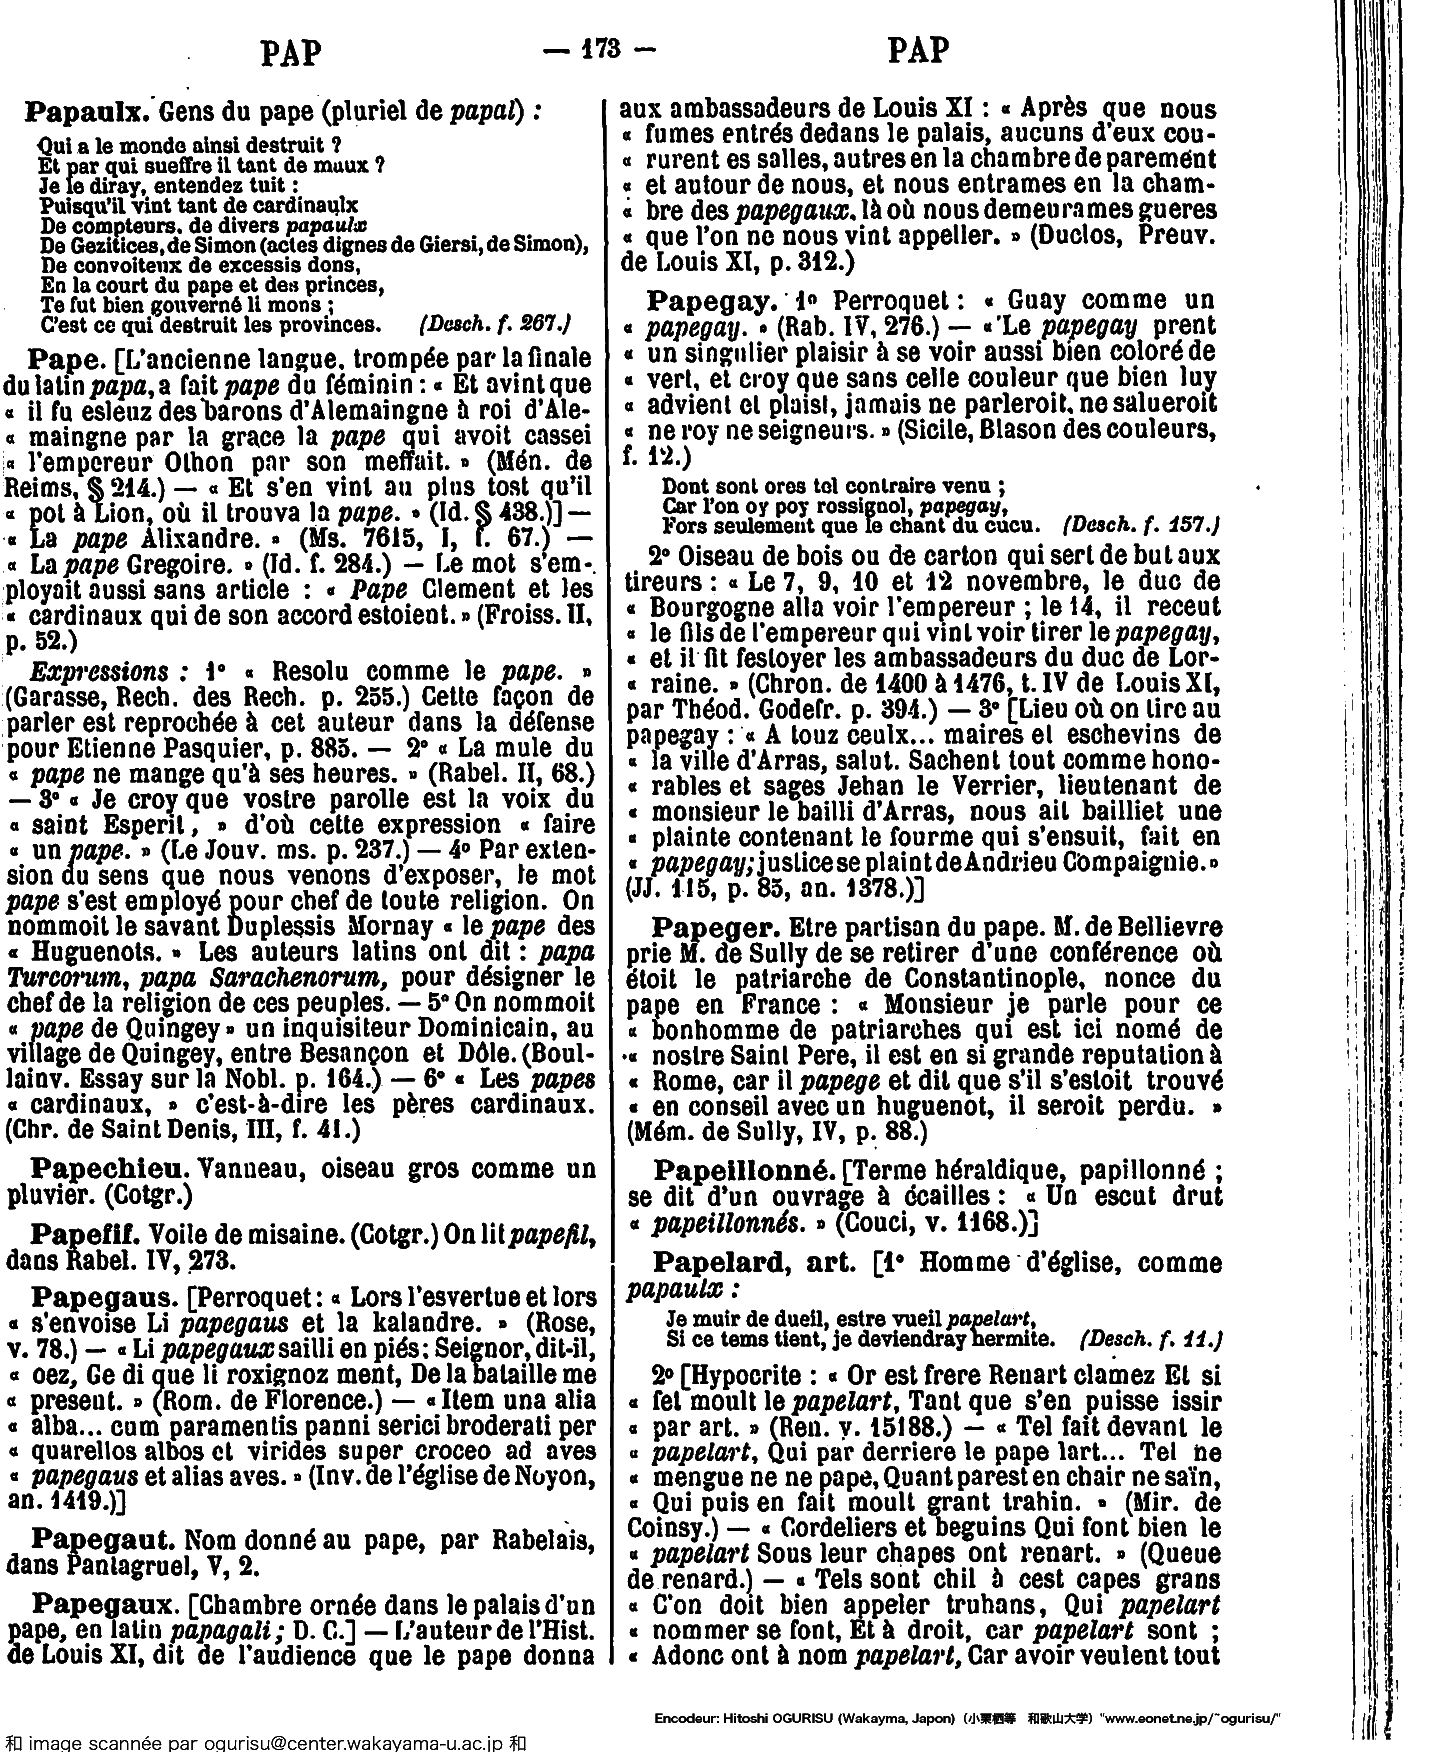 PAP
— 173 —
PAP
Papaulx. Gens du pape (pluriel de papal) :
Qui a le monde ainsi destruit ?
Et par qui sueffre il tant de maux ?
Je le diray, entendez tuit :
Puisqu'il vint tant de cardinaulx
De compteurs, de divers papaulx
De Gezitices, de Simon (actes dignes de Giersi, de Simon),
De convoiteux de excessis dons,
En la court du pape et des princes,
Te fut bien gouverné li mons ;
C'est ce qui destruit les provinces. (Desch. f. 267.)
Pape. [L'ancienne langue, trompée par la finale
du latin papa, a fait pape du féminin : « Et avint que
« il fu esleuz des barons d'Alemaingne à roi d'Ale-
« maingne par la grace la pape qui avoit cassei
« l'empereur Othon par son meffait. » (Mén. de
Reims, § 214.) — « Et s'en vint au plus tost qu'il
« pot à Lion, où il trouva la pape. » (Id. § 438.)] —
« La pape Alixandre. » (Ms. 7615, I, f. 67.) —
« La pape Gregoire. » (Id. f. 284.) — Le mot s'em-
ployait aussi sans article : « Pape Clement et les
« cardinaux qui de son accord estoient. » (Froiss. II,
p. 52.)
Expressions : 1° « Resolu comme le pape. »
(Garasse, Rech. des Rech. p. 255.) Cette façon de
parler est reprochée à cet auteur dans la défense
pour Etienne Pasquier, p. 885. — 2° « La mule du
« pape ne mange qu'à ses heures. » (Rabel. II, 68.)
— 3° « Je croy que vostre parolle est la voix du
« saint Esperit, » d'où cette expression « faire
« un pape. » (Le Jouv. ms. p. 237.) — 4° Par exten-
sion du sens que nous venons d'exposer, le mot
pape s'est employé pour chef de toute religion. On
nommoit le savant Duplessis Mornay « le pape des
« Huguenots. » Les auteurs latins ont dit : papa
Turcorum, papa Sarachenorum, pour désigner le
chef de la religion de ces peuples. — 5° On nommoit
« pape de Quingey » un inquisiteur Dominicain, au
village de Quingey, entre Besançon et Dôle. (Boul-
lainv. Essay sur la Nobl. p. 164.) — 6° « Les papes
« cardinaux, » c'est-à-dire les pères cardinaux.
(Chr. de Saint Denis, III, f. 41.)
Papechieu. Vanneau, oiseau gros comme un
pluvier. (Cotgr.)
Papefif. Voile de misaine. (Cotgr.) On lit papefil,
dans Rabel. IV, 273.
Papegaus. [Perroquet : « Lors l'esvertue et lors
« s'envoise Li papegaus et la kalandre. » (Rose,
v. 78.) — « Li papegaux sailli en piés : Seignor, dit-il,
« oez, Ge di que li roxignoz ment, De la bataille me
« present. » (Rom. de Florence.) — « Item una alia
« alba... cum paramentis panni serici broderati per
« quarellos albos et virides super croceo ad aves
« papegaus et alias aves. » (Inv. de l'église de Noyon,
an. 1419.)]
Papegaut. Nom donné au pape, par Rabelais,
dans Pantagruel, V, 2.
Papegaux. [Chambre ornée dans le palais d'un
pape, en latin papagali ; D. C.] — L'auteur de l'Hist.
de Louis XI, dit de l'audience que le pape donna
aux ambassadeurs de Louis XI : « Après que nous
« fumes entrés dedans le palais, aucuns d'eux cou-
« rurent es salles, autres en la chambre de parement
« et autour de nous, et nous entrames en la cham-
« bre des papegaux, là où nous demeurames gueres
« que l'on ne nous vint appeller. » (Duclos, Preuv.
de Louis XI, p. 312.)
Papegay. 1° Perroquet : « Guay comme un
« papegay. » (Rab. IV, 276.) — « Le papegay prent
« un singulier plaisir à se voir aussi bien coloré de
« vert, et croy que sans celle couleur que bien luy
« advient et plaist, jamais ne parleroit, ne salueroit
« ne roy ne seigneurs. » (Sicile, Blason des couleurs,
f. 12.)
Dont sont ores tel contraire venu ;
Car l'on oy poy rossignol, papegay,
Fors seulement que le chant du cucu. (Desch. f. 157.)
2° Oiseau de bois ou de carton qui sert de but aux
tireurs : « Le 7, 9, 10 et 12 novembre, le duc de
« Bourgogne alla voir l'empereur ; le 14, il receut
« le fils de l'empereur qui vint voir tirer le papegay,
« et il fit festoyer les ambassadeurs du duc de Lor-
« raine. » (Chron. de 1400 à 1476, t. IV de Louis XI,
par Théod. Godefr. p. 394.) — 3° [Lieu où on tire au
papegay : « A touz ceulx... maires et eschevins de
« la ville d'Arras, salut. Sachent tout comme hono-
« rables et sages Jehan le Verrier, lieutenant de
« monsieur le bailli d'Arras, nous ait bailliet une
« plainte contenant le fourme qui s'ensuit, fait en
« papegay ; justice se plaint de Andrieu Compaignie. »
(JJ. 115, p. 85, an. 1378.)]
Papeger. Etre partisan du pape. M. de Bellievre
prie M. de Sully de se retirer d'une conférence où
étoit le patriarche de Constantinople, nonce du
pape en France : « Monsieur je parle pour ce
« bonhomme de patriarches qui est ici nomé de
« nostre Saint Pere, il est en si grande reputation à
« Rome, car il papege et dit que s'il s'estoit trouvé
« en conseil avec un huguenot, il seroit perdu. »
(Mém. de Sully, IV, p. 88.)
Papeillonné. [Terme héraldique, papillonné ;
se dit d'un ouvrage à écailles : « Un escut drut
« papeillonnés. » (Couci, v. 1168.)]
Papelard, art. [1° Homme d'église, comme
papaulx :
Je muir de dueil, estre vueil papelart,
Si ce tems tient, je deviendray hermite. (Desch. f. 11.)
2° [Hypocrite : « Or est frere Renart clamez Et si
« fet moult le papelart, Tant que s'en puisse issir
« par art. » (Ren. v. 15188.) — « Tel fait devant le
« papelart, Qui par derriere le pape lart... Tel ne
« mengue ne ne pape, Quant parest en chair ne saïn,
« Qui puis en fait moult grant trahin. » (Mir. de
Coinsy.) — « Cordeliers et beguins Qui font bien le
« papelart Sous leur chapes ont renart. » (Queue
de renard.) — « Tels sont chil à cest capes grans
« C'on doit bien appeler truhans, Qui papelart
« nommer se font, Et à droit, car papelart sont ;
« Adonc ont à nom papelart, Car avoir veulent tout
Encodeur: Hitoshi OGURISU (Wakayma, Japon) (小栗栖等 和歌山大学) "www.eonet.ne.jp/~ogurisu/"
和 image scannée par ogurisu@center.wakayama-u.ac.jp 和